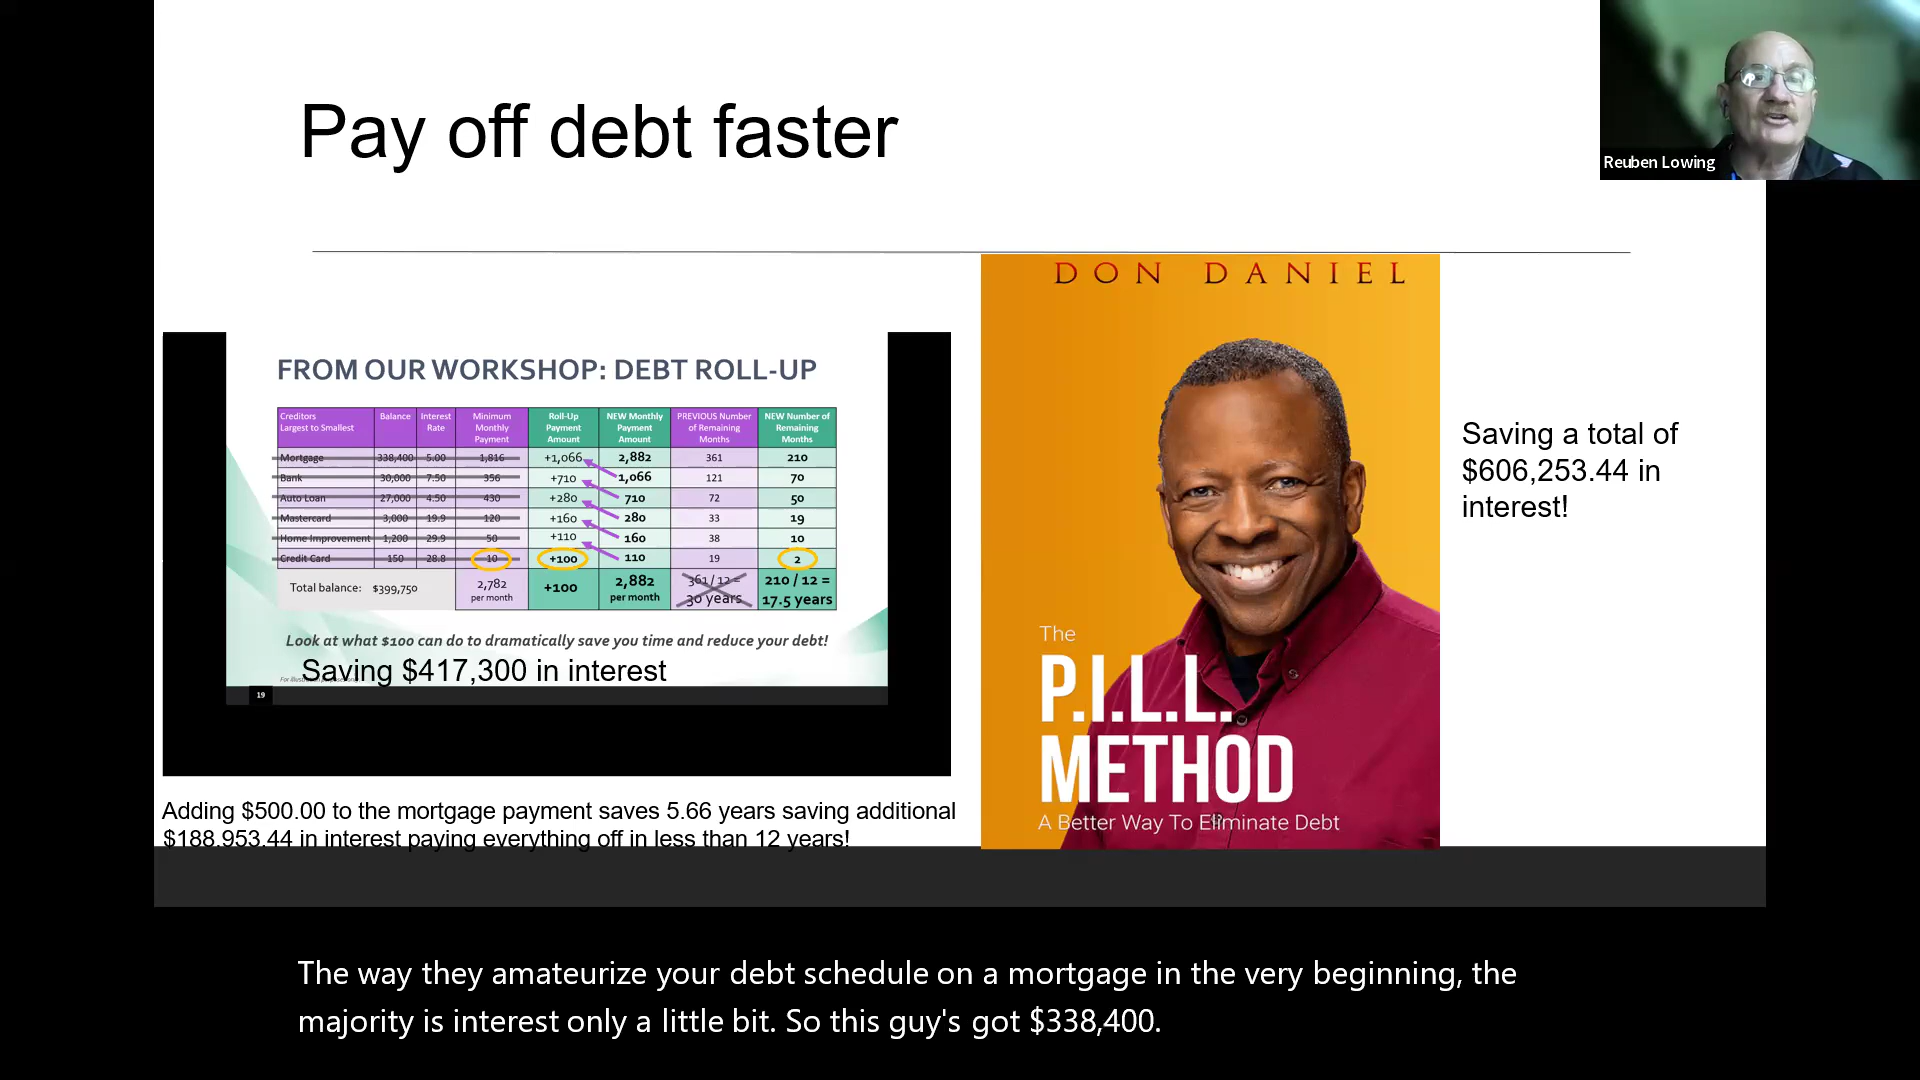 Pay off debt faster
Reuben Lowing
FROM OUR WORKSHOP: DEBT ROLL-UP
Creditors Largest to Smallest | Balance | Interest Rate | Minimum Monthly Payment | Roll-Up Payment Amount | NEW Monthly Payment Amount | PREVIOUS Number of Remaining Months | NEW Number of Remaining Months
Mortgage 338,400 5.00 1,816 +1,066 2,882 361 210
Bank 30,000 7.50 356 +710 1,066 121 70
Auto Loan 27,000 4.50 430 +280 710 72 50
Mastercard 3,000 19.9 120 +160 280 33 19
Home Improvement 1,200 29.9 50 +110 160 38 10
Credit Card 150 28.8 10 +100 110 19 2
Total balance: $399,750 2,782 per month +100 2,882 per month 361 / 12 = 30 years 210 / 12 = 17.5 years
Look at what $100 can do to dramatically save you time and reduce your debt!
Saving $417,300 in interest
19
Adding $500.00 to the mortgage payment saves 5.66 years saving additional
$188,953.44 in interest paying everything off in less than 12 years!
DON DANIEL
The
P.I.L.L.
METHOD
A Better Way To Eliminate Debt
Saving a total of
$606,253.44 in
interest!
The way they amateurize your debt schedule on a mortgage in the very beginning, the
majority is interest only a little bit. So this guy's got $338,400.